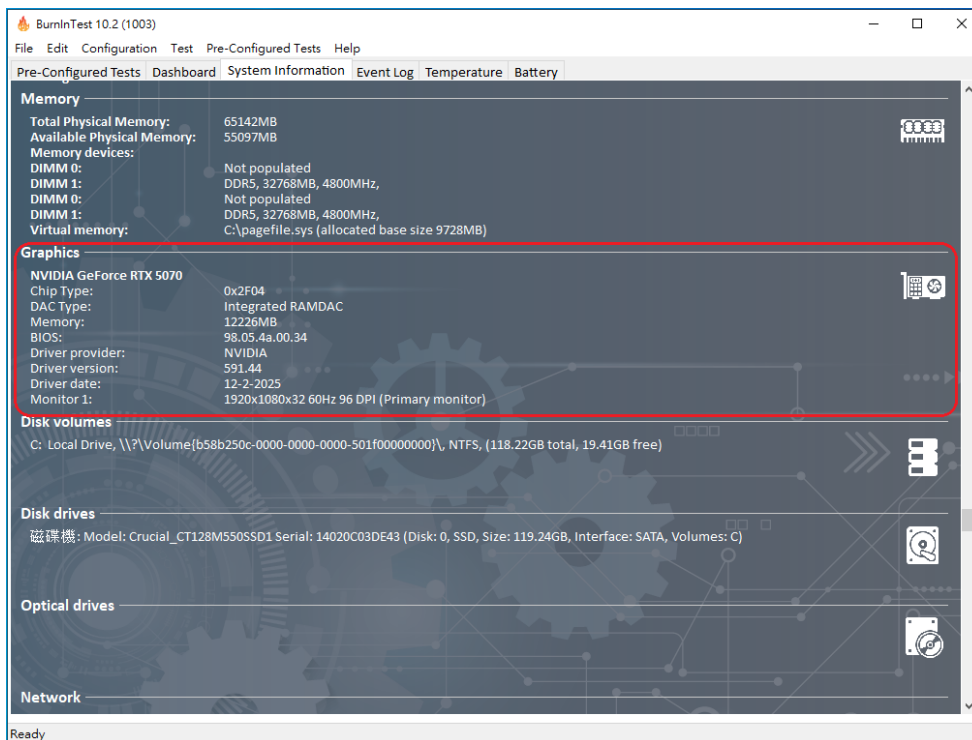 BurnInTest 10.2 (1003)
File Edit Configuration Test Pre-Configured Tests Help
Pre-Configured Tests Dashboard System Information Event Log Temperature Battery
Memory
Total Physical Memory: 65142MB
Available Physical Memory: 55097MB
Memory devices:
DIMM 0: Not populated
DIMM 1: DDR5, 32768MB, 4800MHz,
DIMM 0: Not populated
DIMM 1: DDR5, 32768MB, 4800MHz,
Virtual memory: C:\pagefile.sys (allocated base size 9728MB)
Graphics
NVIDIA GeForce RTX 5070
Chip Type: 0x2F04
DAC Type: Integrated RAMDAC
Memory: 12226MB
BIOS: 98.05.4a.00.34
Driver provider: NVIDIA
Driver version: 591.44
Driver date: 12-2-2025
Monitor 1: 1920x1080x32 60Hz 96 DPI (Primary monitor)
Disk volumes
C: Local Drive, \\?\Volume{b58b250c-0000-0000-0000-501f00000000}\, NTFS, (118.22GB total, 19.41GB free)
Disk drives
磁碟機: Model: Crucial_CT128M550SSD1 Serial: 14020C03DE43 (Disk: 0, SSD, Size: 119.24GB, Interface: SATA, Volumes: C)
Optical drives
Network
Ready